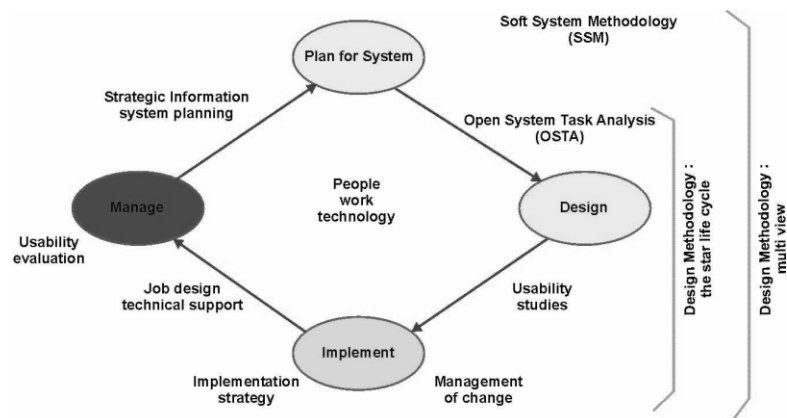 Soft System Methodology
(SSM)
Plan for System
Strategic Information
system planning
Open System Task Analysis
(OSTA)
People
work
technology
Manage
Design
Usability
evaluation
Job design
technical support
Usability
studies
Implement
Implementation
strategy
Management
of change
Design Methodology :
the star life cycle
Design Methodology :
multi view